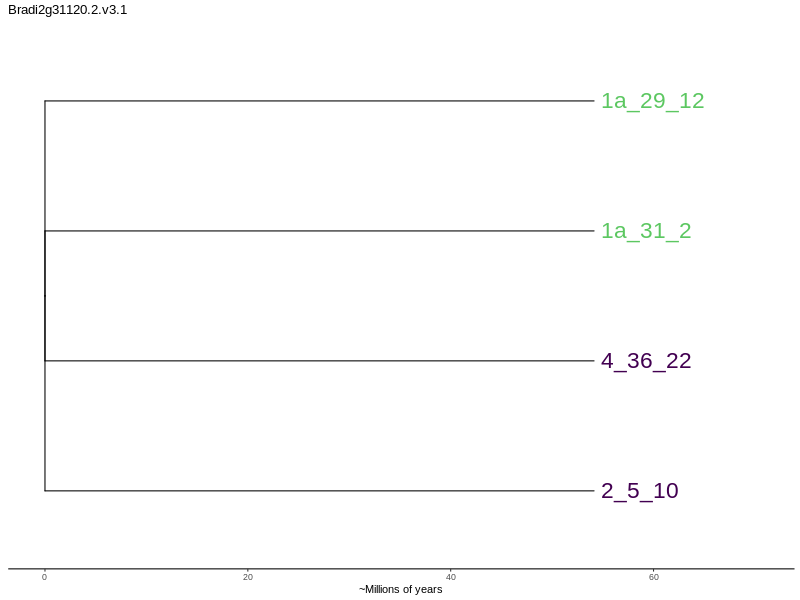 Bradi2g31120.2.v3.1
1a_29_12
1a_31_2
4_36_22
2_5_10
0 20 40 60
~Millions of years